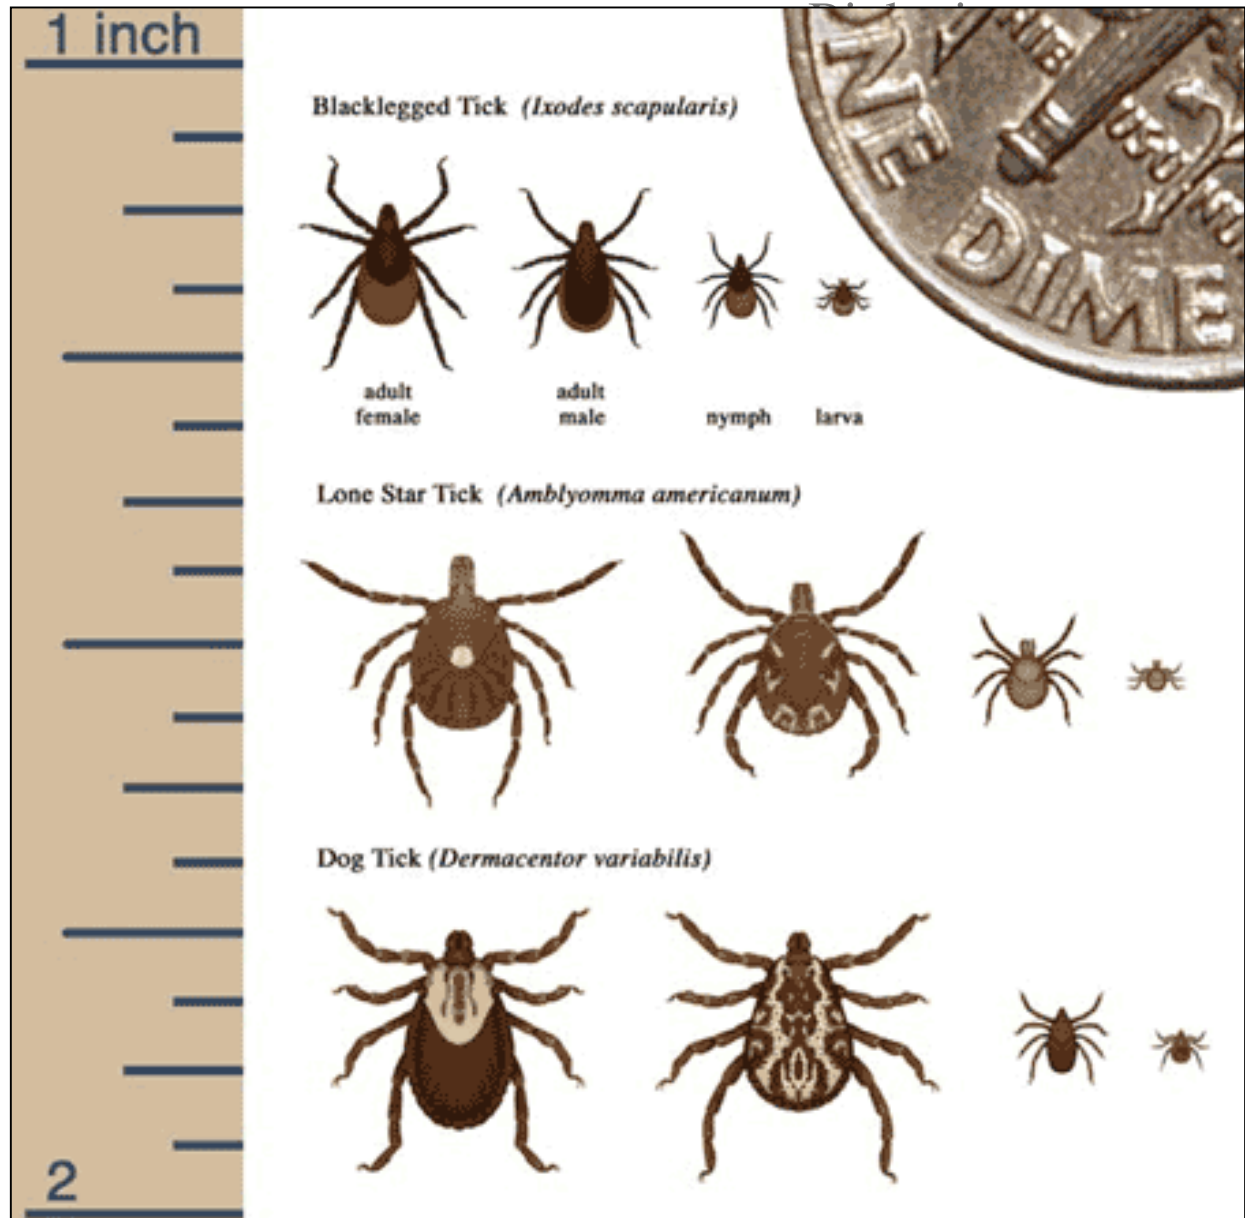 1 inch
Blacklegged Tick (Ixodes scapularis)
adult female
adult male
nymph
larva
Lone Star Tick (Amblyomma americanum)
Dog Tick (Dermacentor variabilis)
2
ONE DIME